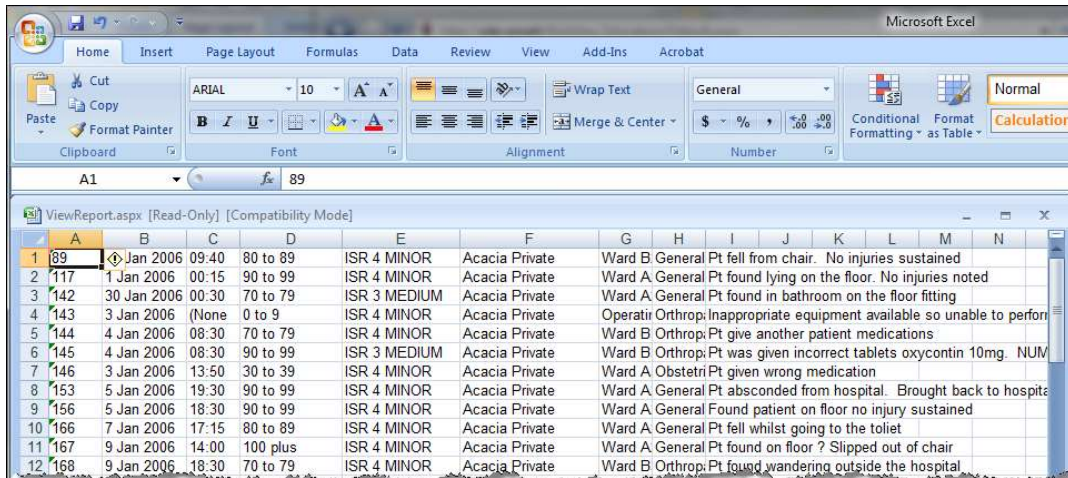 Microsoft Excel
Home Insert Page Layout Formulas Data Review View Add-Ins Acrobat
Paste
Cut
Copy
Format Painter
Clipboard
ARIAL 10 A A
B I U A
Font
Wrap Text
Merge & Center
Alignment
General
$ % , .0 .00 .00 .0
Number
Conditional Formatting
Format as Table
Normal
Calculation
A1 fx 89
ViewReport.aspx [Read-Only] [Compatibility Mode]
A B C D E F G H I J K L M N
1 89 Jan 2006 09:40 80 to 89 ISR 4 MINOR Acacia Private Ward B General Pt fell from chair. No injuries sustained
2 117 1 Jan 2006 00:15 90 to 99 ISR 4 MINOR Acacia Private Ward A General Pt found lying on the floor. No injuries noted
3 142 30 Jan 2006 00:30 70 to 79 ISR 3 MEDIUM Acacia Private Ward A General Pt found in bathroom on the floor fitting
4 143 3 Jan 2006 (None 0 to 9 ISR 4 MINOR Acacia Private Operatin Orthopa Inappropriate equipment available so unable to perforr
5 144 4 Jan 2006 08:30 70 to 79 ISR 4 MINOR Acacia Private Ward B Orthrop Pt give another patient medications
6 145 4 Jan 2006 08:30 90 to 99 ISR 3 MEDIUM Acacia Private Ward B Orthrop Pt was given incorrect tablets oxycontin 10mg. NUM
7 146 3 Jan 2006 13:50 30 to 39 ISR 4 MINOR Acacia Private Ward A Obstetri Pt given wrong medication
8 153 5 Jan 2006 19:30 90 to 99 ISR 4 MINOR Acacia Private Ward A General Pt absconded from hospital. Brought back to hospita
9 156 5 Jan 2006 18:30 90 to 99 ISR 4 MINOR Acacia Private Ward A General Found patient on floor no injury sustained
10 166 7 Jan 2006 17:15 80 to 89 ISR 4 MINOR Acacia Private Ward A General Pt fell whilst going to the toliet
11 167 9 Jan 2006 14:00 100 plus ISR 4 MINOR Acacia Private Ward A General Pt found on floor ? Slipped out of chair
12 168 9 Jan 2006 18:30 70 to 79 ISR 4 MINOR Acacia Private Ward B Orthrop Pt found wandering outside the hospital